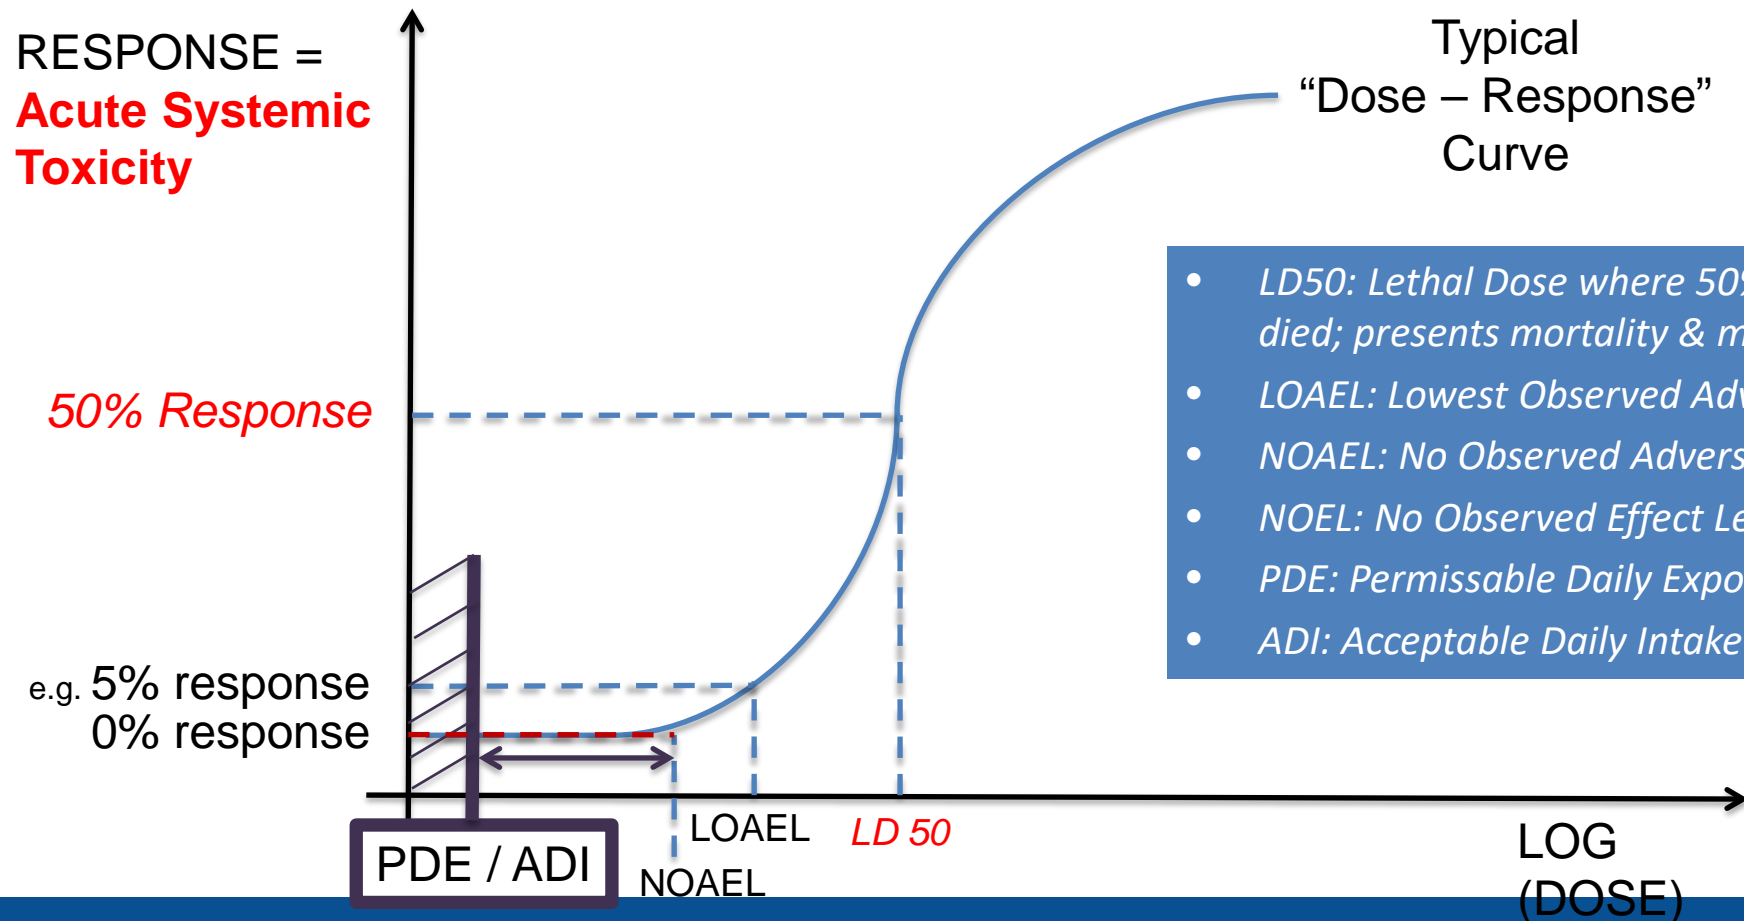 RESPONSE =
Acute Systemic
Toxicity
Typical
“Dose – Response”
Curve
• LD50: Lethal Dose where 50%
died; presents mortality & m
• LOAEL: Lowest Observed Adv
• NOAEL: No Observed Advers
• NOEL: No Observed Effect Le
• PDE: Permissable Daily Expo
• ADI: Acceptable Daily Intake
50% Response
e.g. 5% response
0% response
LOAEL
LD 50
PDE / ADI
NOAEL
LOG
(DOSE)